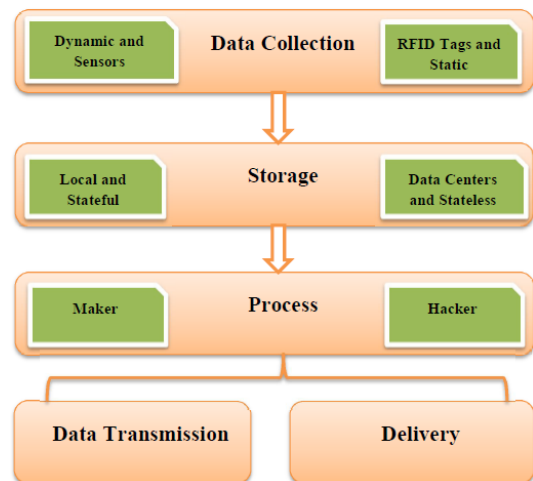 Dynamic and
Sensors
Data Collection
RFID Tags and
Static
Local and
Stateful
Storage
Data Centers
and Stateless
Maker
Process
Hacker
Data Transmission
Delivery